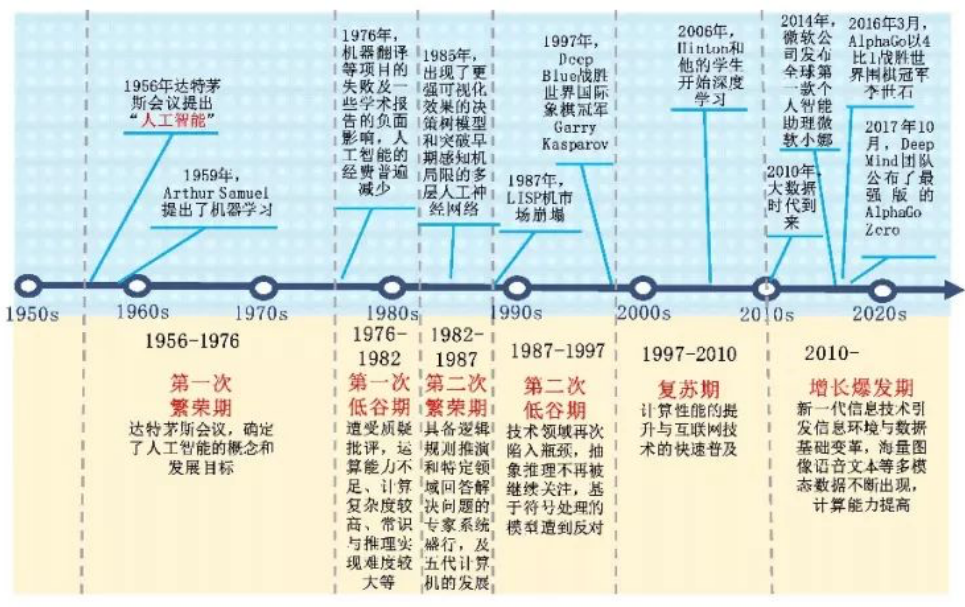 1956年达特茅
斯会议提出
“人工智能”
1959年,
Arthur Samuel
提出了机器学习
1976年,
机器翻译
等项目的
失败及一
些学术报
告的负面
影响，人
工智能的
经费普遍
减少
1985年,
出现了更
强可视化
效果的决
策树模型
和突破早
期感知机
局限的多
层人工神
经网络
1987年,
LISP机市
场崩塌
1997年,
Deep
Blue战胜
世界国际
象棋冠军
Garry
Kasparov
2006年,
Hinton和
他的学生
开始深度
学习
2010年,
大数据
时代到
来
2014年,
微软公
司发布
全球第
一款个
人智能
助理微
软小娜
2016年3月,
AlphaGo以4
比1战胜世
界围棋冠军
李世石
2017年10
月, Deep
Mind团队
公布了最
强版的
AlphaGo
Zero
1950s
1960s
1970s
1980s
1990s
2000s
2010s
2020s
1956-1976
第一次
繁荣期
达特茅斯会议，确定
了人工智能的概念和
发展目标
1976-
1982
第一次
低谷期
遭受质疑
批评，运
算能力不
足、计算
复杂度较
高、常识
与推理实
现难度较
大等
1982-
1987
第二次
繁荣期
具备逻辑
规则推演
和特定领
域回答解
决问题的
专家系统
盛行，及
五代计算
机的发展
1987-1997
第二次
低谷期
技术领域再次
陷入瓶颈，抽
象推理不再被
继续关注，基
于符号处理的
模型遭到反对
1997-2010
复苏期
计算性能的提
升与互联网技
术的快速普及
2010-
增长爆发期
新一代信息技术引
发信息环境与数据
基础变革，海量图
像语音文本等多模
态数据不断出现，
计算能力提高